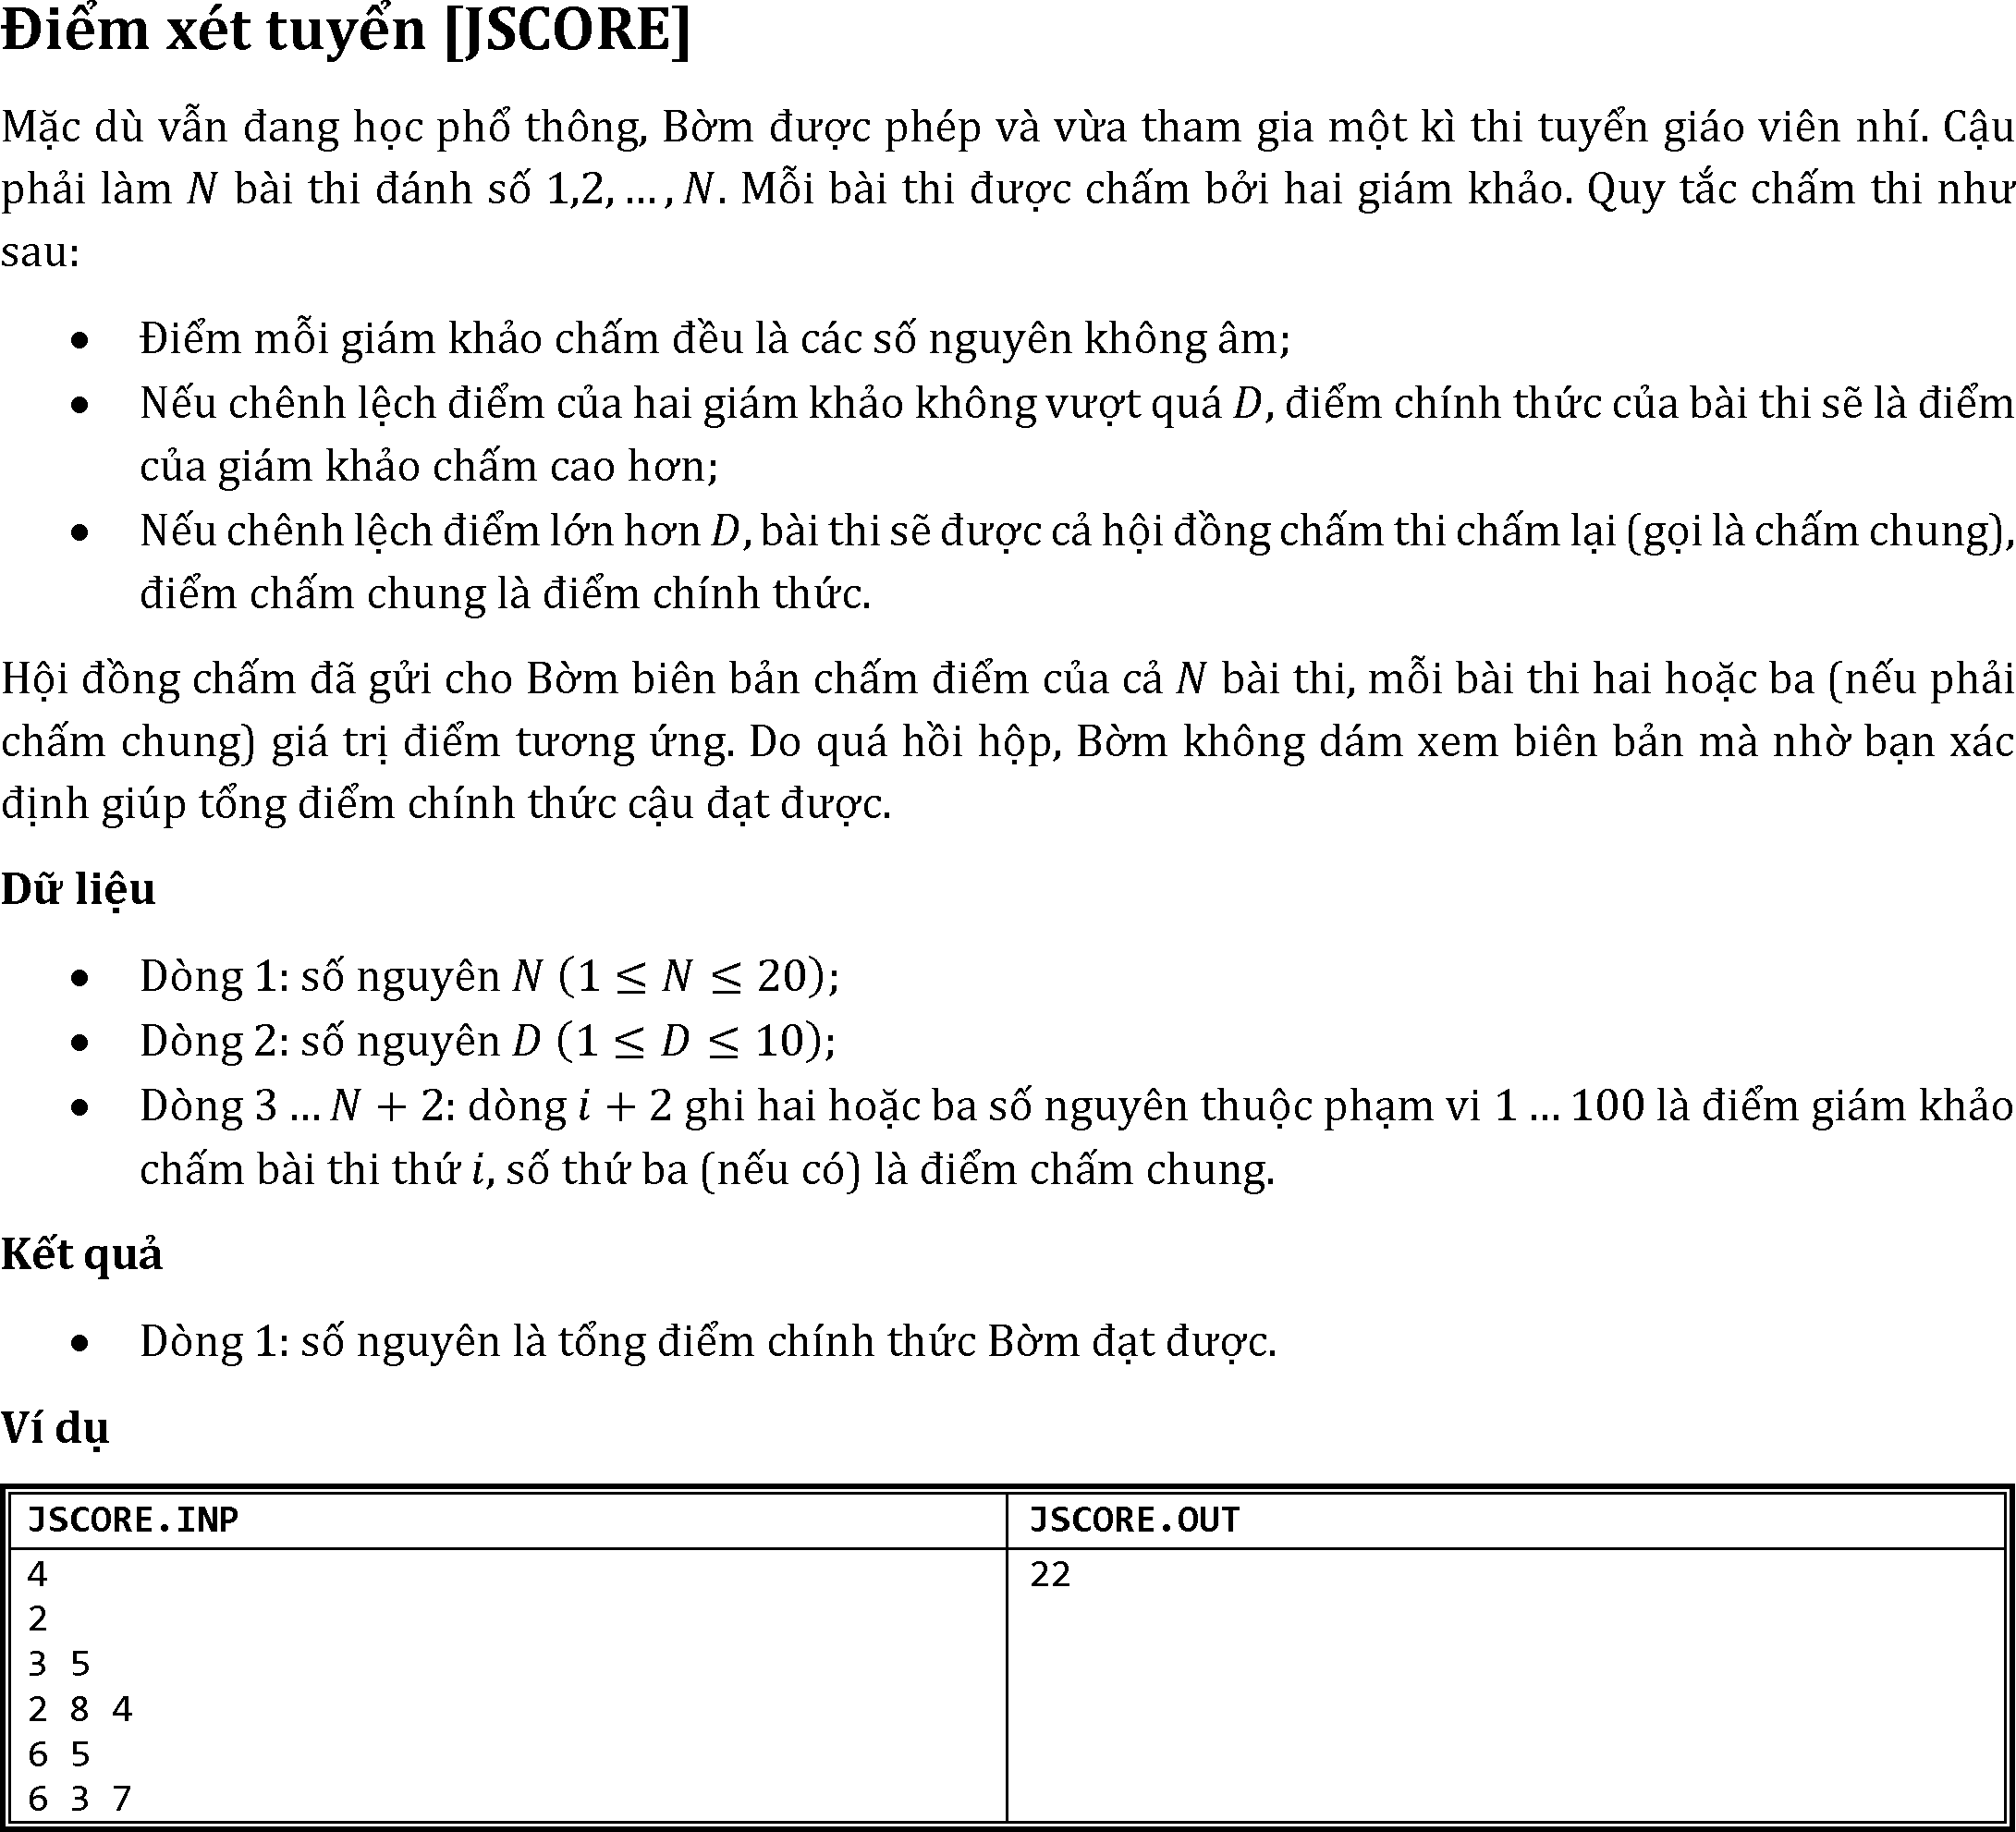 Điểm xét tuyển [JSCORE]
Mặc dù vẫn đang học phổ thông, Bờm được phép và vừa tham gia một kì thi tuyển giáo viên nhí. Cậu
phải làm N bài thi đánh số 1,2, … , N. Mỗi bài thi được chấm bởi hai giám khảo. Quy tắc chấm thi như
sau:
• Điểm mỗi giám khảo chấm đều là các số nguyên không âm;
• Nếu chênh lệch điểm của hai giám khảo không vượt quá D, điểm chính thức của bài thi sẽ là điểm
của giám khảo chấm cao hơn;
• Nếu chênh lệch điểm lớn hơn D, bài thi sẽ được cả hội đồng chấm thi chấm lại (gọi là chấm chung),
điểm chấm chung là điểm chính thức.
Hội đồng chấm đã gửi cho Bờm biên bản chấm điểm của cả N bài thi, mỗi bài thi hai hoặc ba (nếu phải
chấm chung) giá trị điểm tương ứng. Do quá hồi hộp, Bờm không dám xem biên bản mà nhờ bạn xác
định giúp tổng điểm chính thức cậu đạt được.
Dữ liệu
• Dòng 1: số nguyên N (1 ≤ N ≤ 20);
• Dòng 2: số nguyên D (1 ≤ D ≤ 10);
• Dòng 3 … N + 2: dòng i + 2 ghi hai hoặc ba số nguyên thuộc phạm vi 1 … 100 là điểm giám khảo
chấm bài thi thứ i, số thứ ba (nếu có) là điểm chấm chung.
Kết quả
• Dòng 1: số nguyên là tổng điểm chính thức Bờm đạt được.
Ví dụ
JSCORE.INP
4
2
3 5
2 8 4
6 5
6 3 7
JSCORE.OUT
22